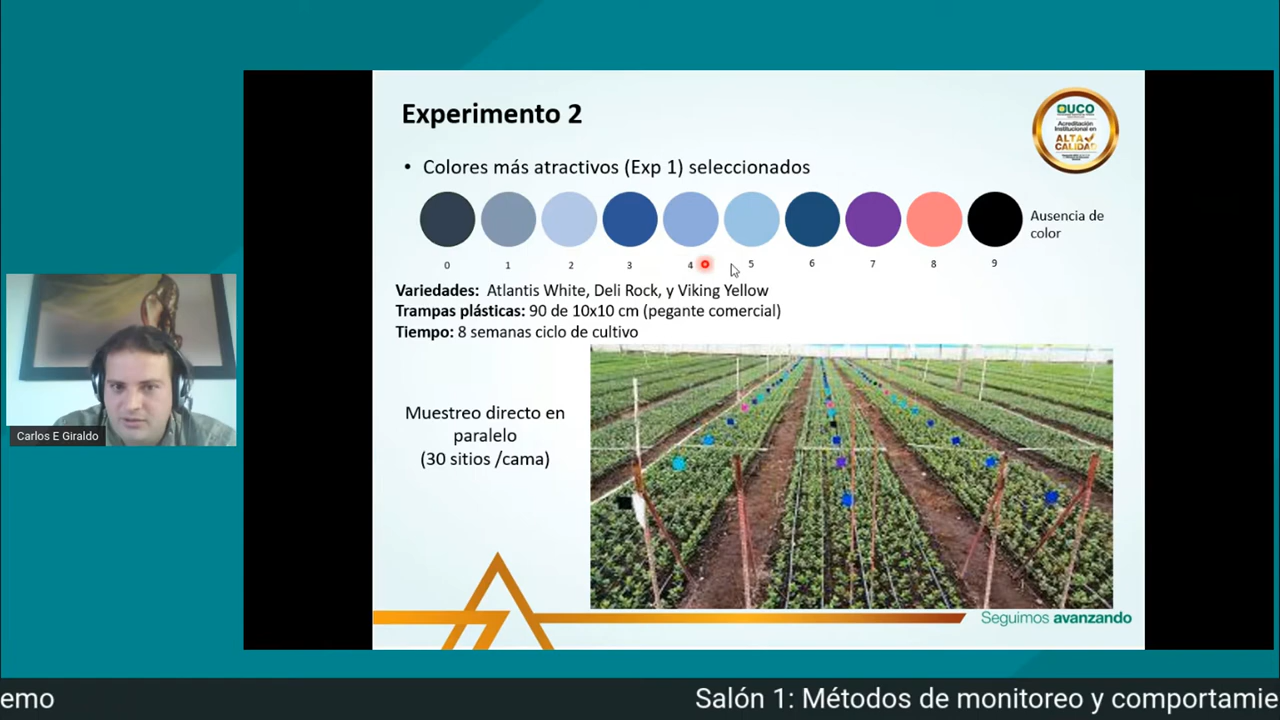 Experimento 2
UCO
Acreditación
Institucional en
ALTA
CALIDAD
• Colores más atractivos (Exp 1) seleccionados
Ausencia de
color
0 1 2 3 4 5 6 7 8 9
Variedades: Atlantis White, Deli Rock, y Viking Yellow
Trampas plásticas: 90 de 10x10 cm (pegante comercial)
Tiempo: 8 semanas ciclo de cultivo
Muestreo directo en
paralelo
(30 sitios /cama)
Carlos E Giraldo
Seguimos avanzando
emo
Salón 1: Métodos de monitoreo y comportamie